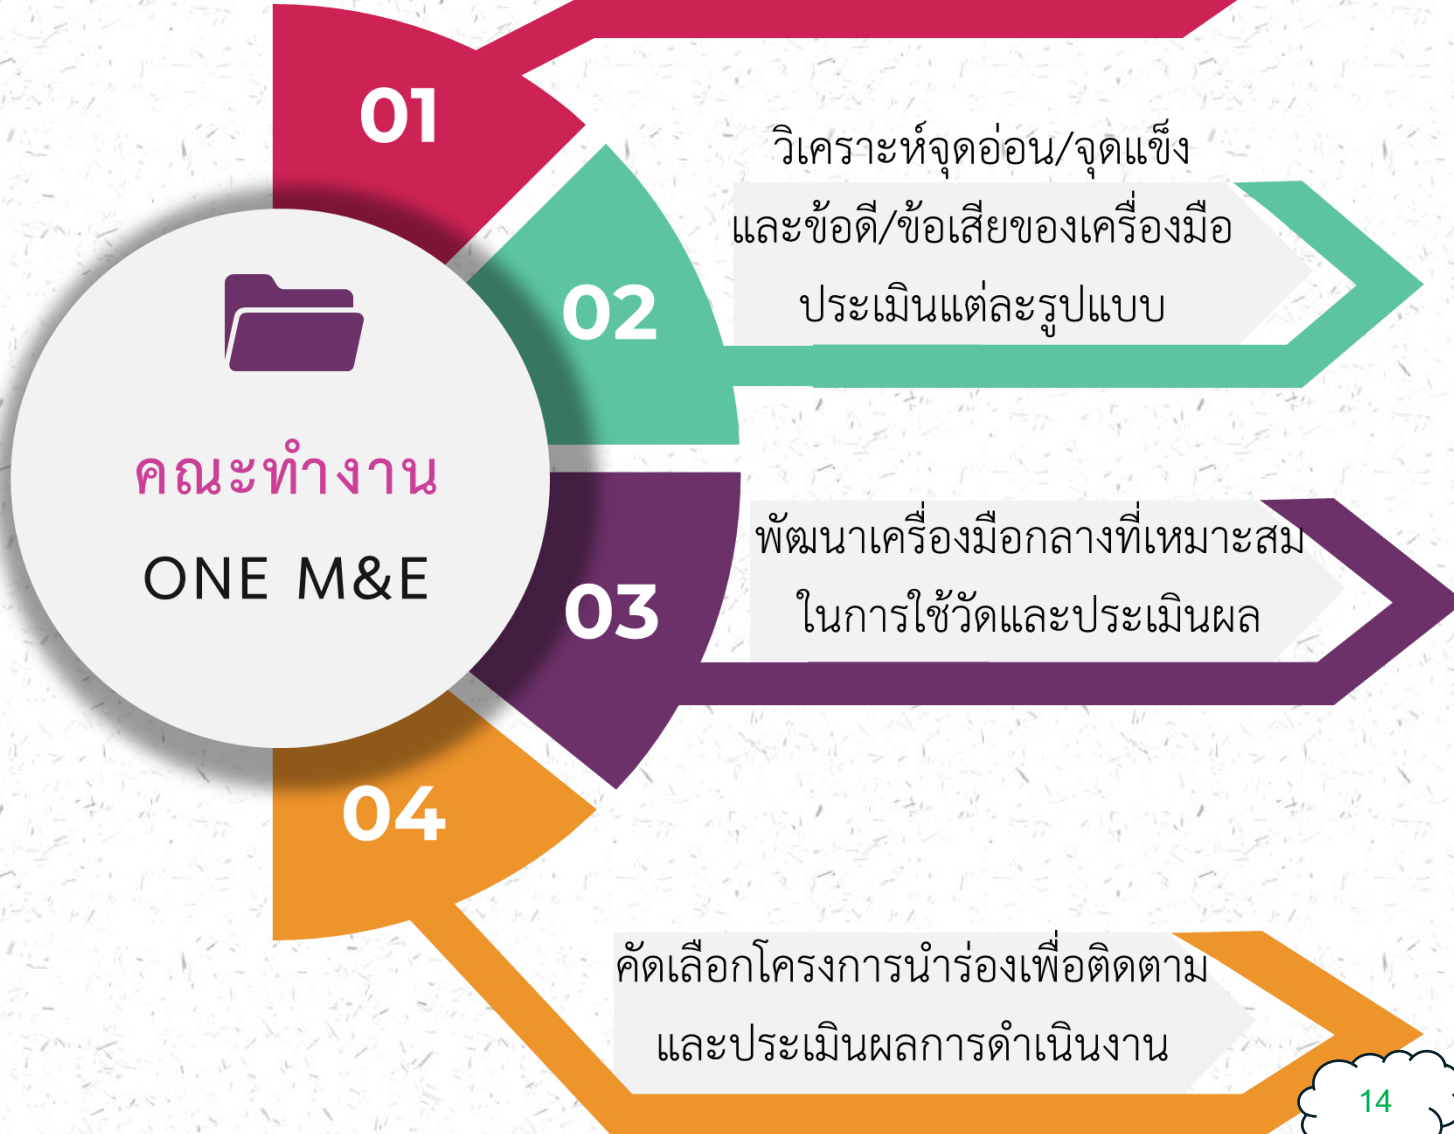 01
วิเคราะห์จุดอ่อน/จุดแข็ง
และข้อดี/ข้อเสียของเครื่องมือ
ประเมินแต่ละรูปแบบ
02
คณะทำงาน
ONE M&E
พัฒนาเครื่องมือกลางที่เหมาะสม
ในการใช้วัดและประเมินผล
03
04
คัดเลือกโครงการนำร่องเพื่อติดตาม
และประเมินผลการดำเนินงาน
14